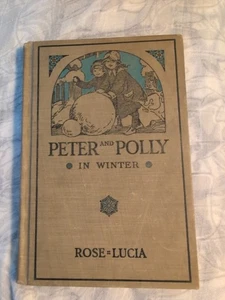 PETER AND POLLY
IN WINTER
ROSE=LUCIA